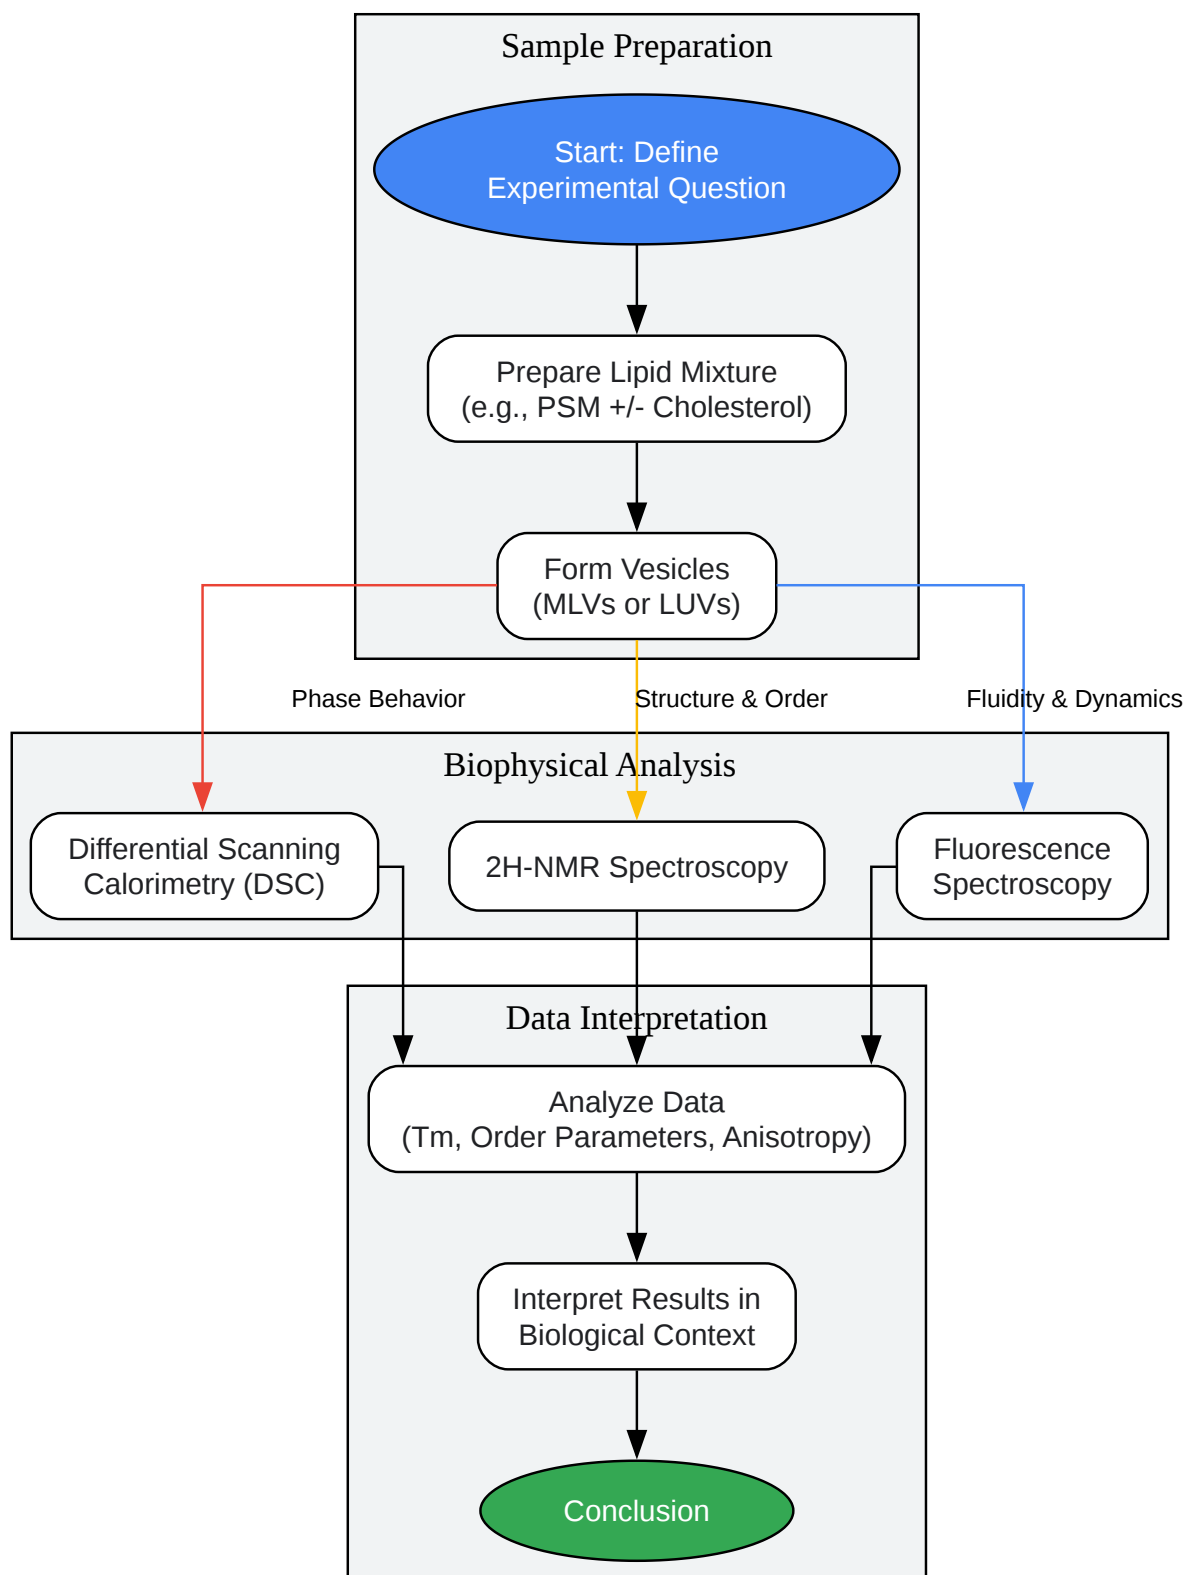 Sample Preparation
Start: Define
Experimental Question
Prepare Lipid Mixture
(e.g., PSM +/- Cholesterol)
Form Vesicles
(MLVs or LUVs)
Phase Behavior
Structure & Order
Fluidity & Dynamics
Biophysical Analysis
Differential Scanning
Calorimetry (DSC)
2H-NMR Spectroscopy
Fluorescence
Spectroscopy
Data Interpretation
Analyze Data
(Tm, Order Parameters, Anisotropy)
Interpret Results in
Biological Context
Conclusion